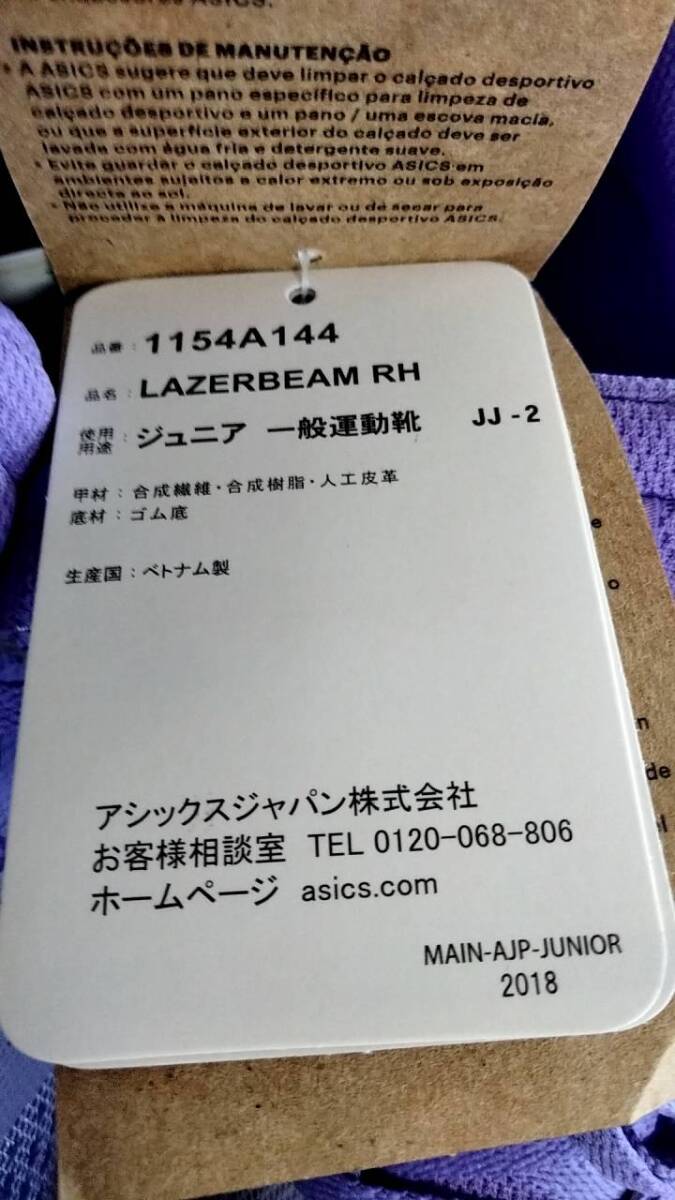 ASICS.
INSTRUÇÕES DE MANUTENÇÃO
• A ASICS sugere que deve limpar o calçado desportivo
ASICS com um pano específico para limpeza de
calçado desportivo e um pano / uma escova macia,
ou que a superfície exterior do calçado deve ser
lavada com água fria e detergente suave.
• Evite guardar o calçado desportivo ASICS em
ambientes sujeitos a calor extremo ou sob exposição
directa ao sol.
• Não utilize a máquina de lavar ou de secar para
proceder à limpeza do calçado desportivo ASICS.
品番 : 1154A144
品名 : LAZERBEAM RH
使用用途 : ジュニア 一般運動靴 JJ-2
甲材 : 合成繊維・合成樹脂・人工皮革
底材 : ゴム底
生産国 : ベトナム製
アシックスジャパン株式会社
お客様相談室 TEL 0120-068-806
ホームページ asics.com
MAIN-AJP-JUNIOR
2018
e
o
n
de
el